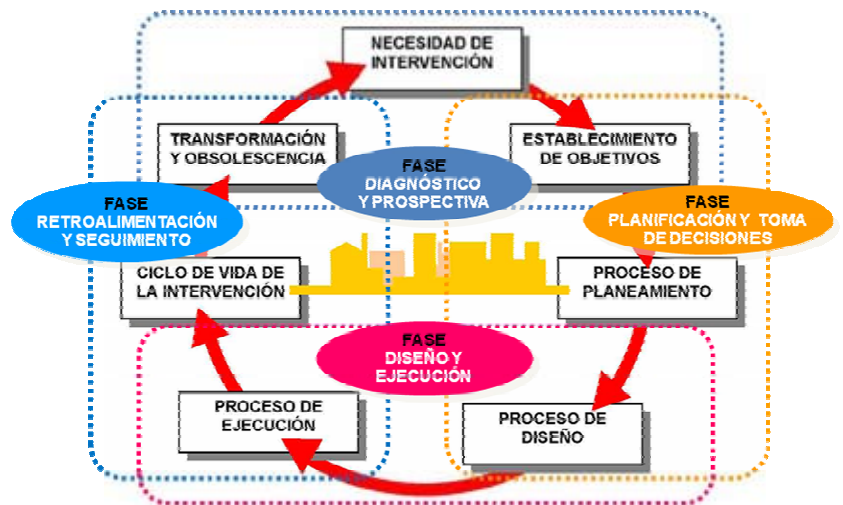 NECESIDAD DE
INTERVENCIÓN
TRANSFORMACIÓN
Y OBSOLESCENCIA
ESTABLECIMIENTO
DE OBJETIVOS
FASE
DIAGNÓSTICO
Y PROSPECTIVA
FASE
RETROALIMENTACIÓN
Y SEGUIMIENTO
FASE
PLANIFICACIÓN Y TOMA
DE DECISIONES
CICLO DE VIDA DE
LA INTERVENCIÓN
PROCESO DE
PLANEAMIENTO
FASE
DISEÑO Y
EJECUCIÓN
PROCESO DE
EJECUCIÓN
PROCESO DE
DISEÑO